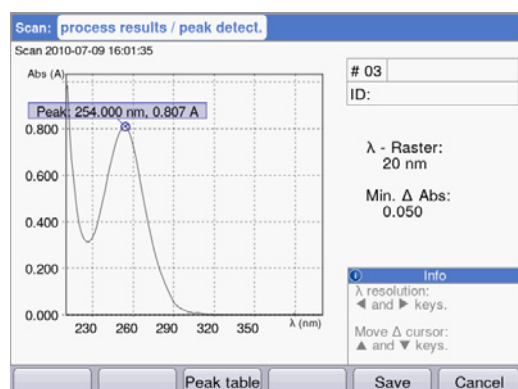 Scan: process results / peak detect.
Scan 2010-07-09 16:01:35
Abs (A)
Peak: 254.000 nm, 0.807 A
0.800
0.600
0.400
0.200
0.000
230 260 290 320 350 λ (nm)
# 03
ID:
λ - Raster:
20 nm
Min. Δ Abs:
0.050
i Info
λ resolution:
◀ and ▶ keys.
Move Δ cursor:
▲ and ▼ keys.
Peak table Save Cancel